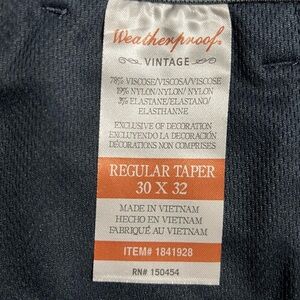 Weatherproof
VINTAGE
78% VISCOSE/VISCOSA/VISCOSE
19% NYLON/NYLON/ NYLON
3% ELASTANE/ELASTANO/
ELASTHANNE
EXCLUSIVE OF DECORATION
EXCLUYENDO LA DECORACIÓN
DÉCORATIONS NON COMPRISES
REGULAR TAPER
30 X 32
MADE IN VIETNAM
HECHO EN VIETNAM
FABRIQUÉ AU VIETNAM
ITEM# 1841928
RN# 150454